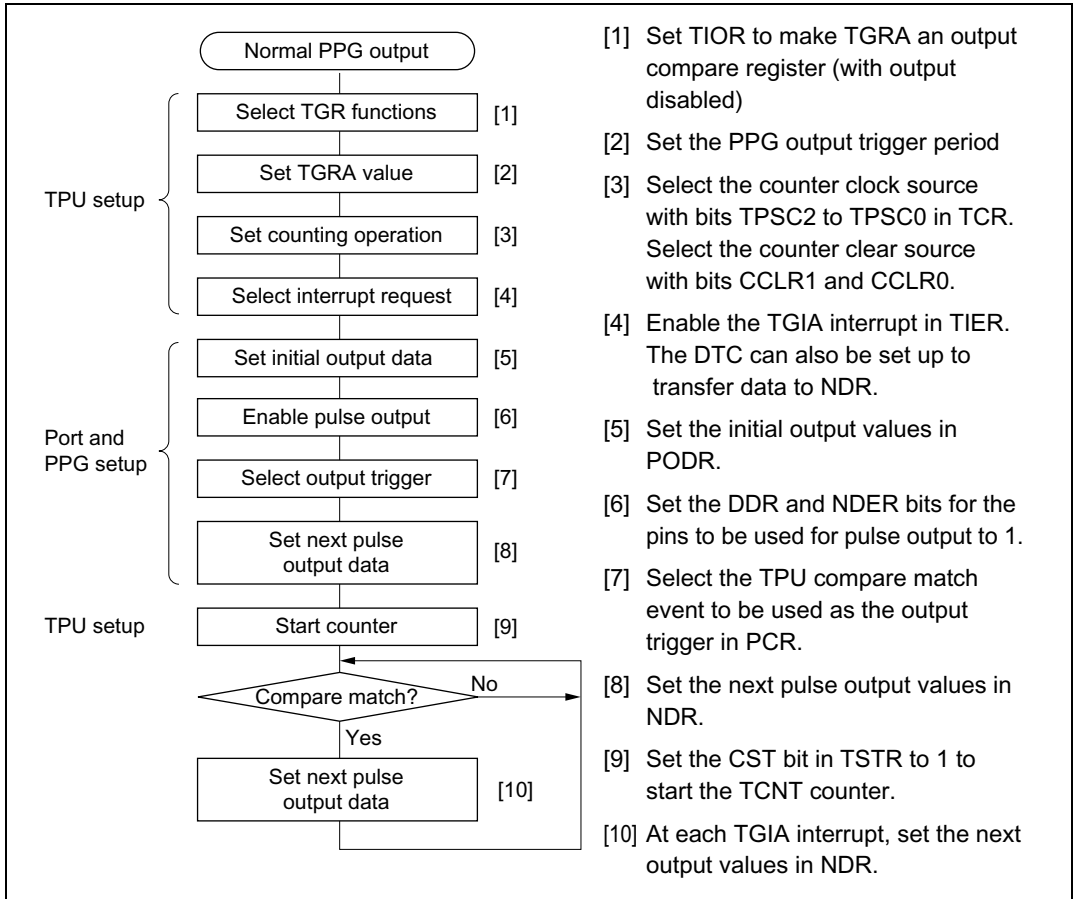 Normal PPG output
Select TGR functions [1]
Set TGRA value [2]
TPU setup
Set counting operation [3]
Select interrupt request [4]
Set initial output data [5]
Enable pulse output [6]
Port and
PPG setup
Select output trigger [7]
Set next pulse
output data [8]
TPU setup
Start counter [9]
Compare match?
No
Yes
Set next pulse
output data [10]
[1] Set TIOR to make TGRA an output
compare register (with output
disabled)
[2] Set the PPG output trigger period
[3] Select the counter clock source
with bits TPSC2 to TPSC0 in TCR.
Select the counter clear source
with bits CCLR1 and CCLR0.
[4] Enable the TGIA interrupt in TIER.
The DTC can also be set up to
transfer data to NDR.
[5] Set the initial output values in
PODR.
[6] Set the DDR and NDER bits for the
pins to be used for pulse output to 1.
[7] Select the TPU compare match
event to be used as the output
trigger in PCR.
[8] Set the next pulse output values in
NDR.
[9] Set the CST bit in TSTR to 1 to
start the TCNT counter.
[10] At each TGIA interrupt, set the next
output values in NDR.